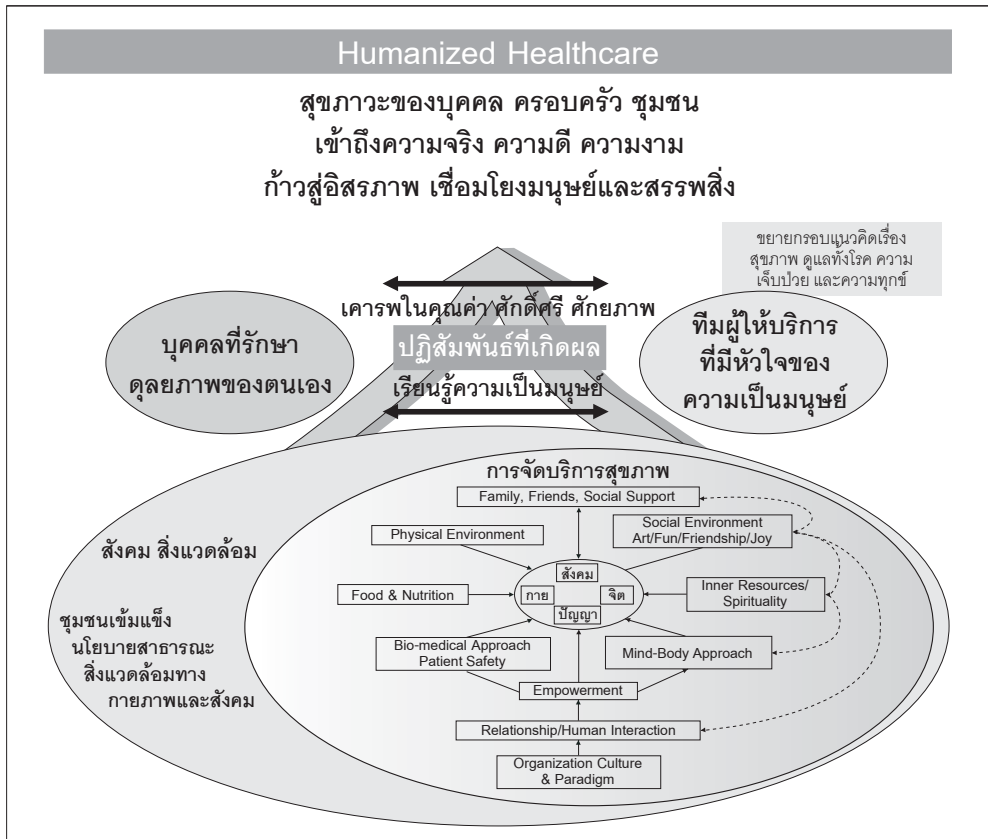 Humanized Healthcare
สุขภาวะของบุคคล ครอบครัว ชุมชน
เข้าถึงความจริง ความดี ความงาม
ก้าวสู่อิสรภาพ เชื่อมโยงมนุษย์และสรรพสิ่ง
ขยายกรอบแนวคิดเรื่อง
สุขภาพ ดูแลทั้งโรค ความ
เจ็บป่วย และความทุกข์
เคารพในคุณค่า ศักดิ์ศรี ศักยภาพ
ปฏิสัมพันธ์ที่เกิดผล
เรียนรู้ความเป็นมนุษย์
บุคคลที่รักษา
ดุลยภาพของตนเอง
ทีมผู้ให้บริการ
ที่มีหัวใจของ
ความเป็นมนุษย์
การจัดบริการสุขภาพ
Family, Friends, Social Support
Physical Environment
Social Environment
Art/Fun/Friendship/Joy
สังคม สิ่งแวดล้อม
สังคม
กาย
จิต
ปัญญา
Food & Nutrition
Inner Resources/
Spirituality
ชุมชนเข้มแข็ง
นโยบายสาธารณะ
สิ่งแวดล้อมทาง
กายภาพและสังคม
Bio-medical Approach
Patient Safety
Mind-Body Approach
Empowerment
Relationship/Human Interaction
Organization Culture
& Paradigm